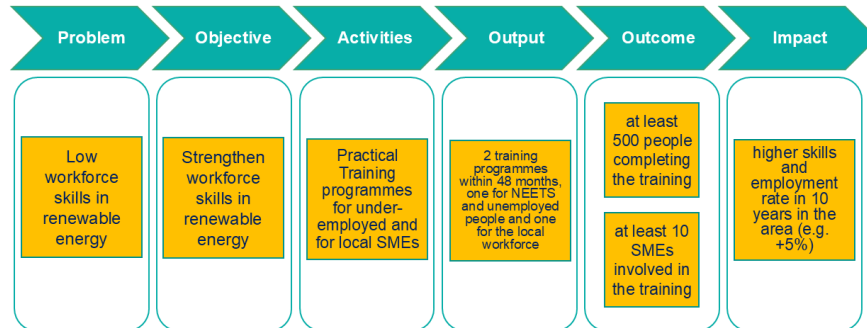 Problem
Objective
Activities
Output
Outcome
Impact
Low
workforce
skills in
renewable
energy
Strengthen
workforce
skills in
renewable
energy
Practical
Training
programmes
for under-
employed and
for local SMEs
2 training
programmes
within 48 months,
one for NEETS
and unemployed
people and one
for the local
workforce
at least
500 people
completing
the training
at least 10
SMEs
involved in
the training
higher skills
and
employment
rate in 10
years in the
area (e.g.
+5%)